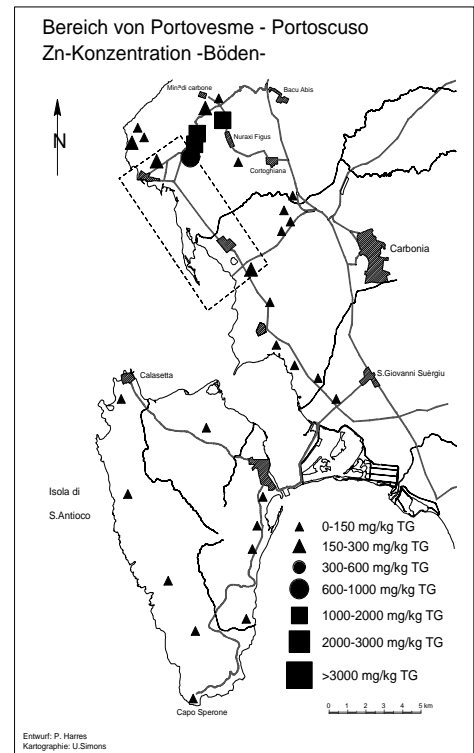 Bereich von Portovesme - Portoscuso
Zn-Konzentration -Böden-
N
Minª di carbone
Bacu Abis
Nuraxi Figus
Cortoghiana
Carbonia
S.Giovanni Suèrgiu
Calasetta
Isola di
S.Antioco
0-150 mg/kg TG
150-300 mg/kg TG
300-600 mg/kg TG
600-1000 mg/kg TG
1000-2000 mg/kg TG
2000-3000 mg/kg TG
>3000 mg/kg TG
0 1 2 3 4 5 km
Capo Sperone
Entwurf: P. Harres
Kartographie: U.Simons